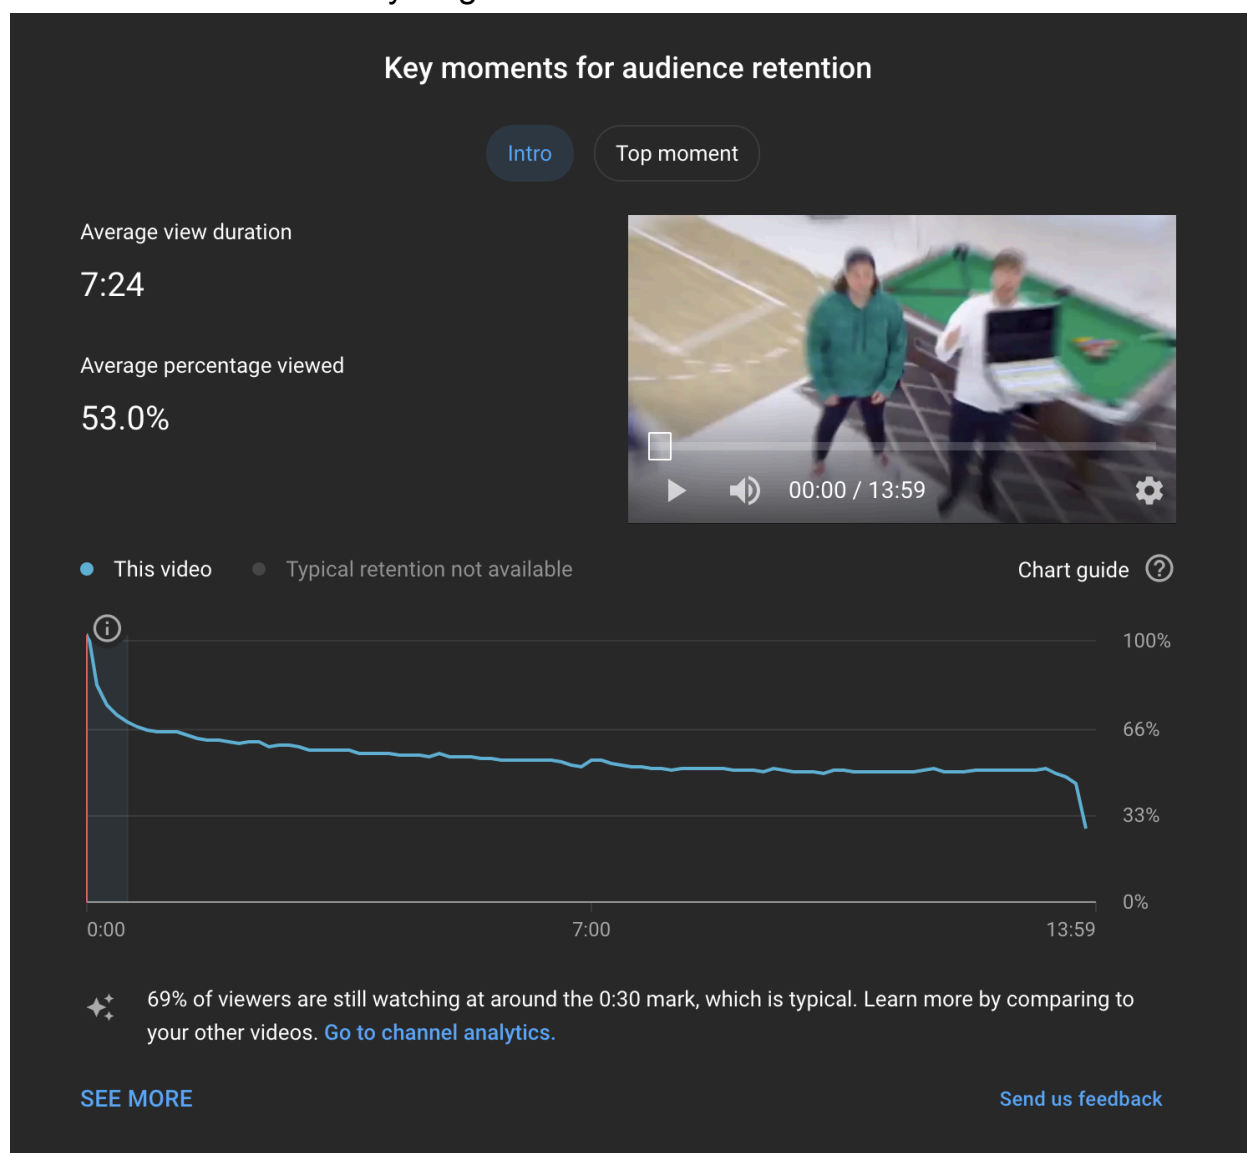 Key moments for audience retention
Intro
Top moment
Average view duration
7:24
Average percentage viewed
53.0%
00:00 / 13:59
This video
Typical retention not available
Chart guide
100%
66%
33%
0%
0:00
7:00
13:59
69% of viewers are still watching at around the 0:30 mark, which is typical. Learn more by comparing to
your other videos. Go to channel analytics.
SEE MORE
Send us feedback